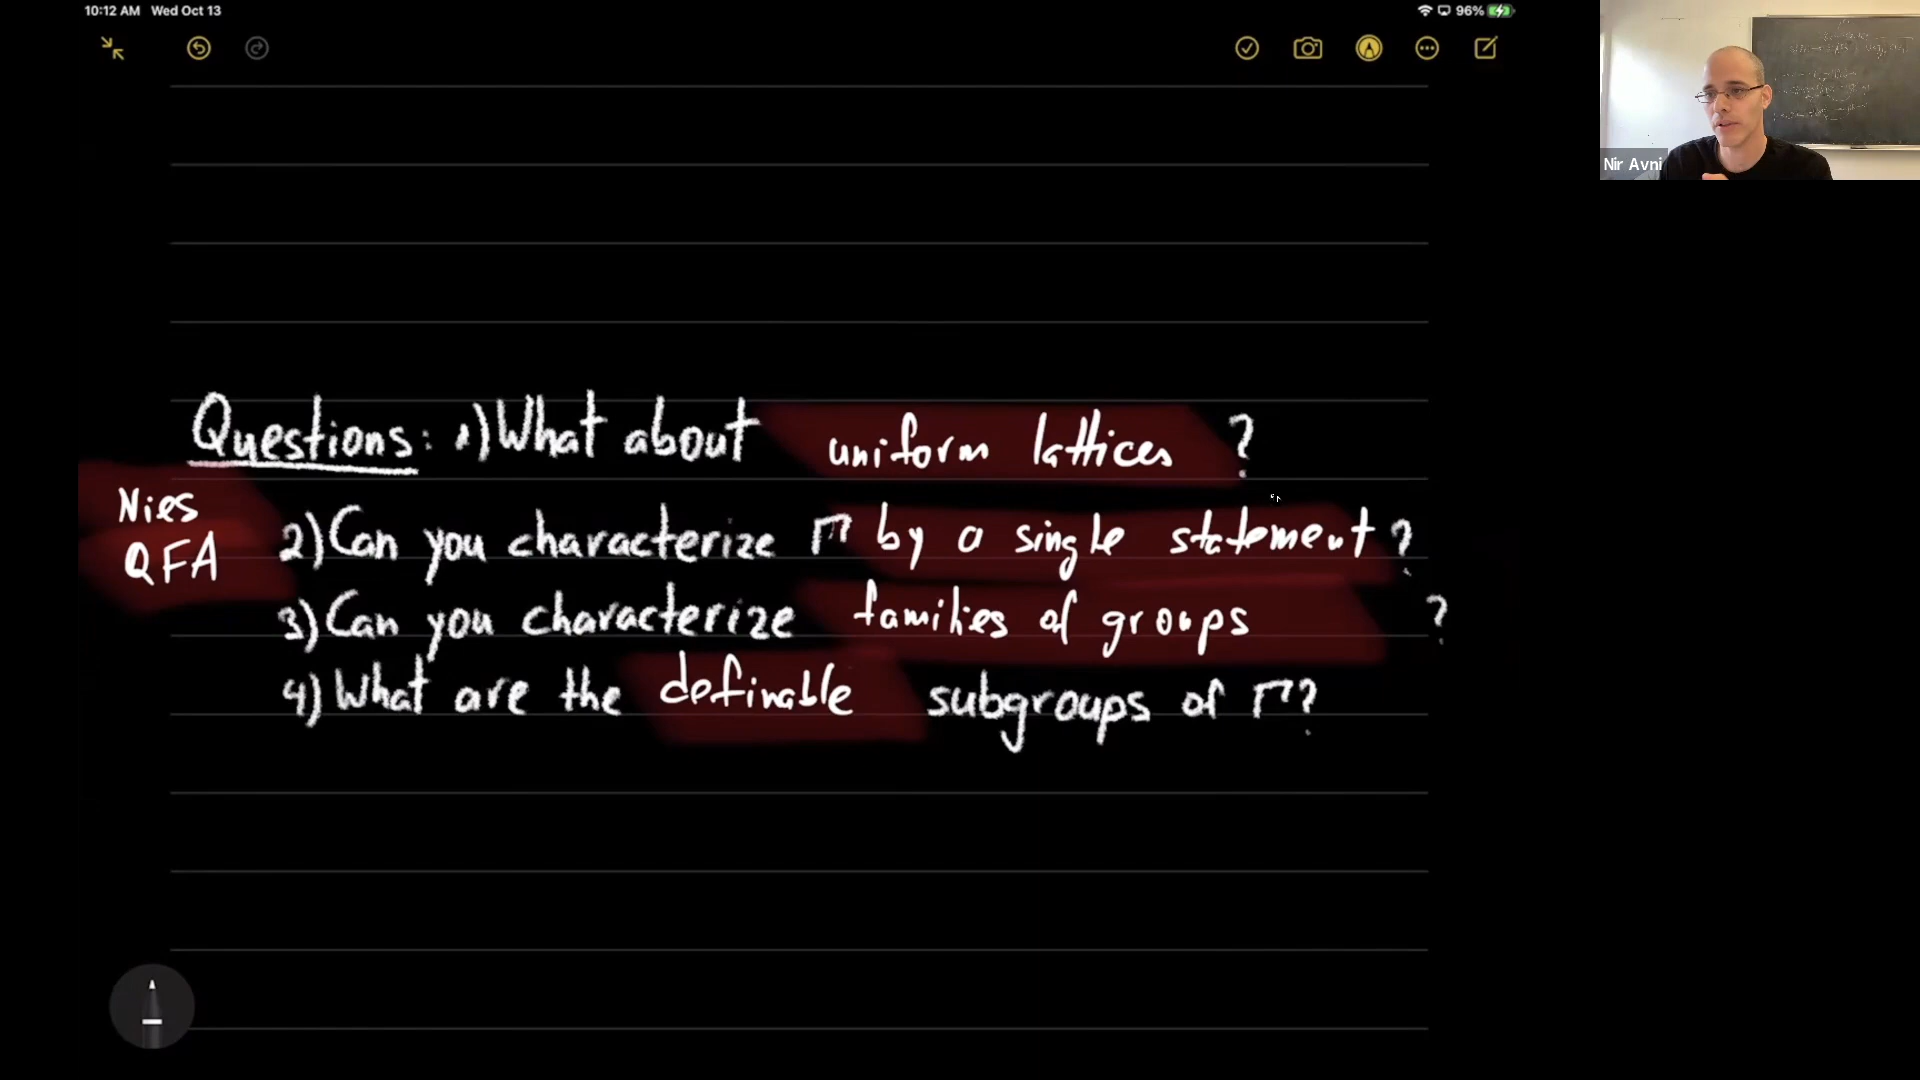 10:12 AM Wed Oct 13
96%
Nir Avni
Questions: 1) What about uniform lattices ?
Nies
QFA
2) Can you characterize Γ by a single statement ?
3) Can you characterize families of groups ?
4) What are the definable subgroups of Γ?